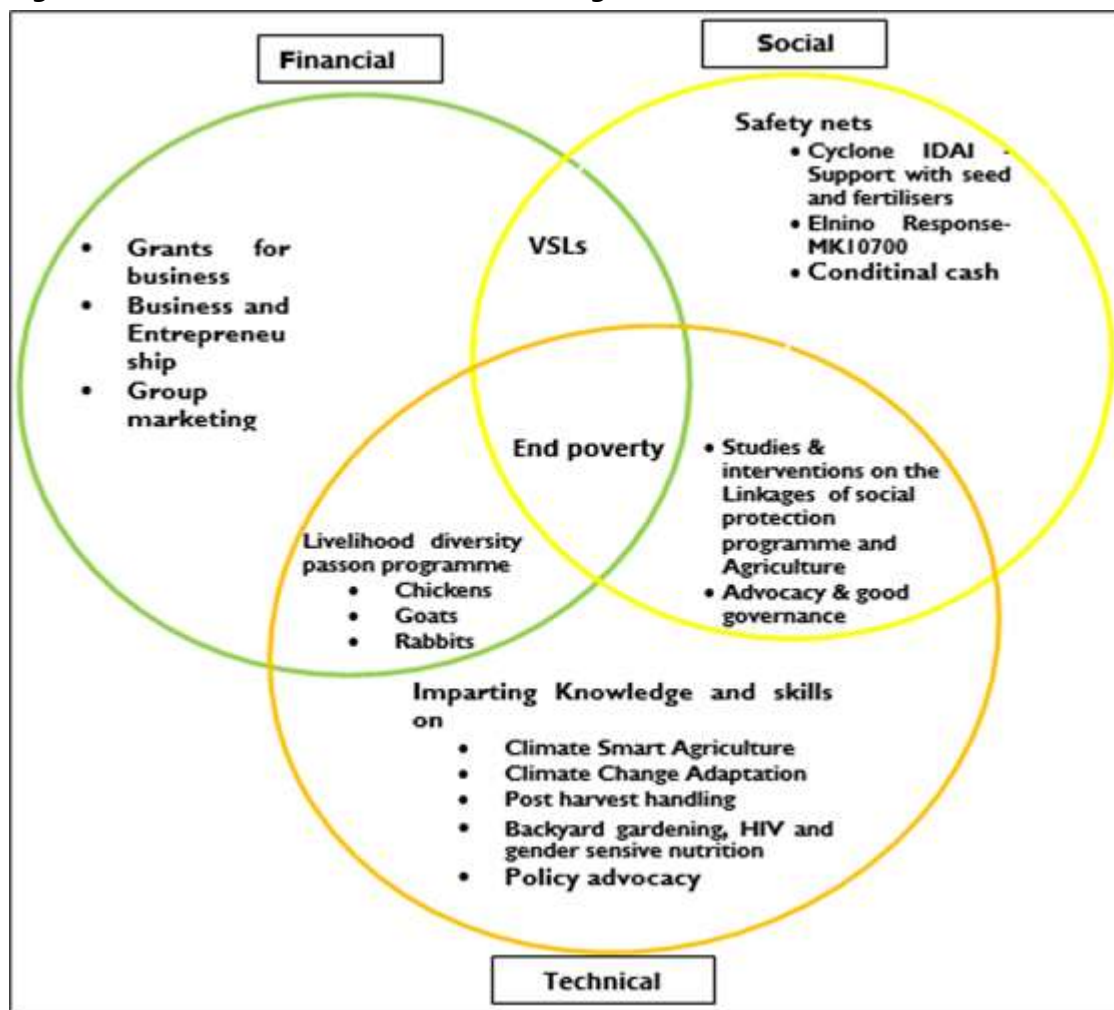 Financial
Social
Safety nets
• Cyclone IDAI -
Support with seed
and fertilisers
• Elnino Response-
MK10700
• Conditinal cash
VSLs
• Grants for
business
• Business and
Entrepreneu
ship
• Group
marketing
End poverty
• Studies &
interventions on the
Linkages of social
protection
programme and
Agriculture
• Advocacy & good
governance
Livelihood diversity
passon programme
• Chickens
• Goats
• Rabbits
Imparting Knowledge and skills
on
• Climate Smart Agriculture
• Climate Change Adaptation
• Post harvest handling
• Backyard gardening, HIV and
gender sensive nutrition
• Policy advocacy
Technical